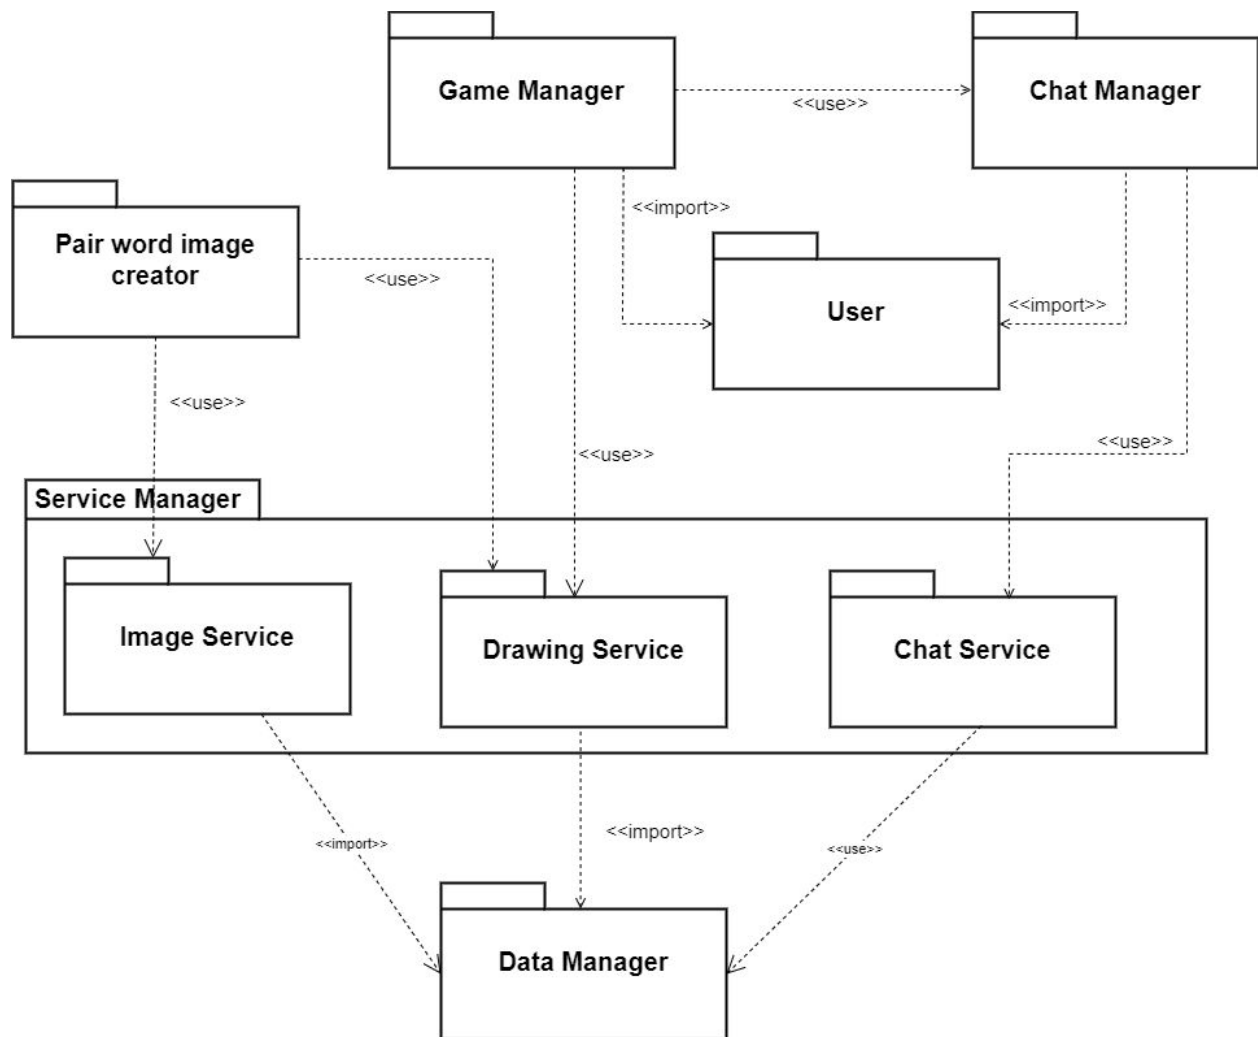 Game Manager
Chat Manager
<<use>>
<<import>>
Pair word image
creator
<<use>>
User
<<import>>
<<use>>
<<use>>
<<use>>
Service Manager
Image Service
Drawing Service
Chat Service
<<import>>
<<import>>
<<use>>
Data Manager